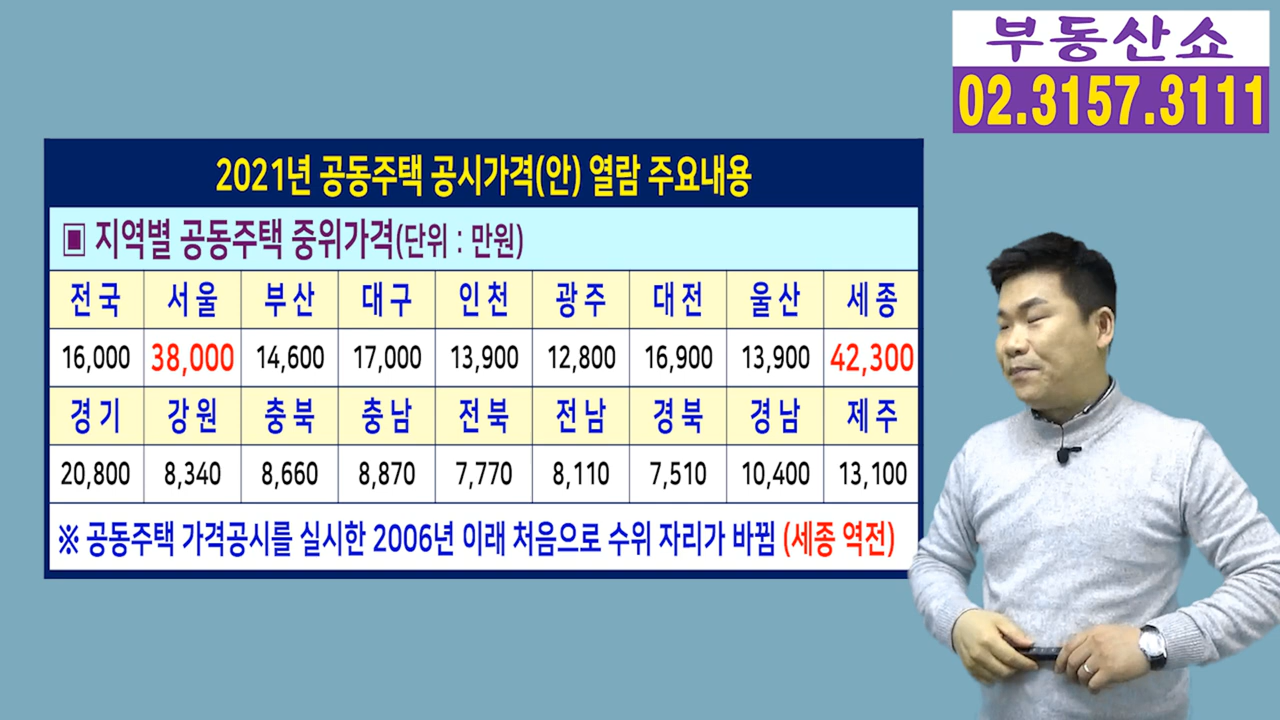 부동산쇼
02.3157.3111
2021년 공동주택 공시가격(안) 열람 주요내용
▣ 지역별 공동주택 중위가격(단위 : 만원)
전국 서울 부산 대구 인천 광주 대전 울산 세종
16,000 38,000 14,600 17,000 13,900 12,800 16,900 13,900 42,300
경기 강원 충북 충남 전북 전남 경북 경남 제주
20,800 8,340 8,660 8,870 7,770 8,110 7,510 10,400 13,100
※ 공동주택 가격공시를 실시한 2006년 이래 처음으로 수위 자리가 바뀜 (세종 역전)